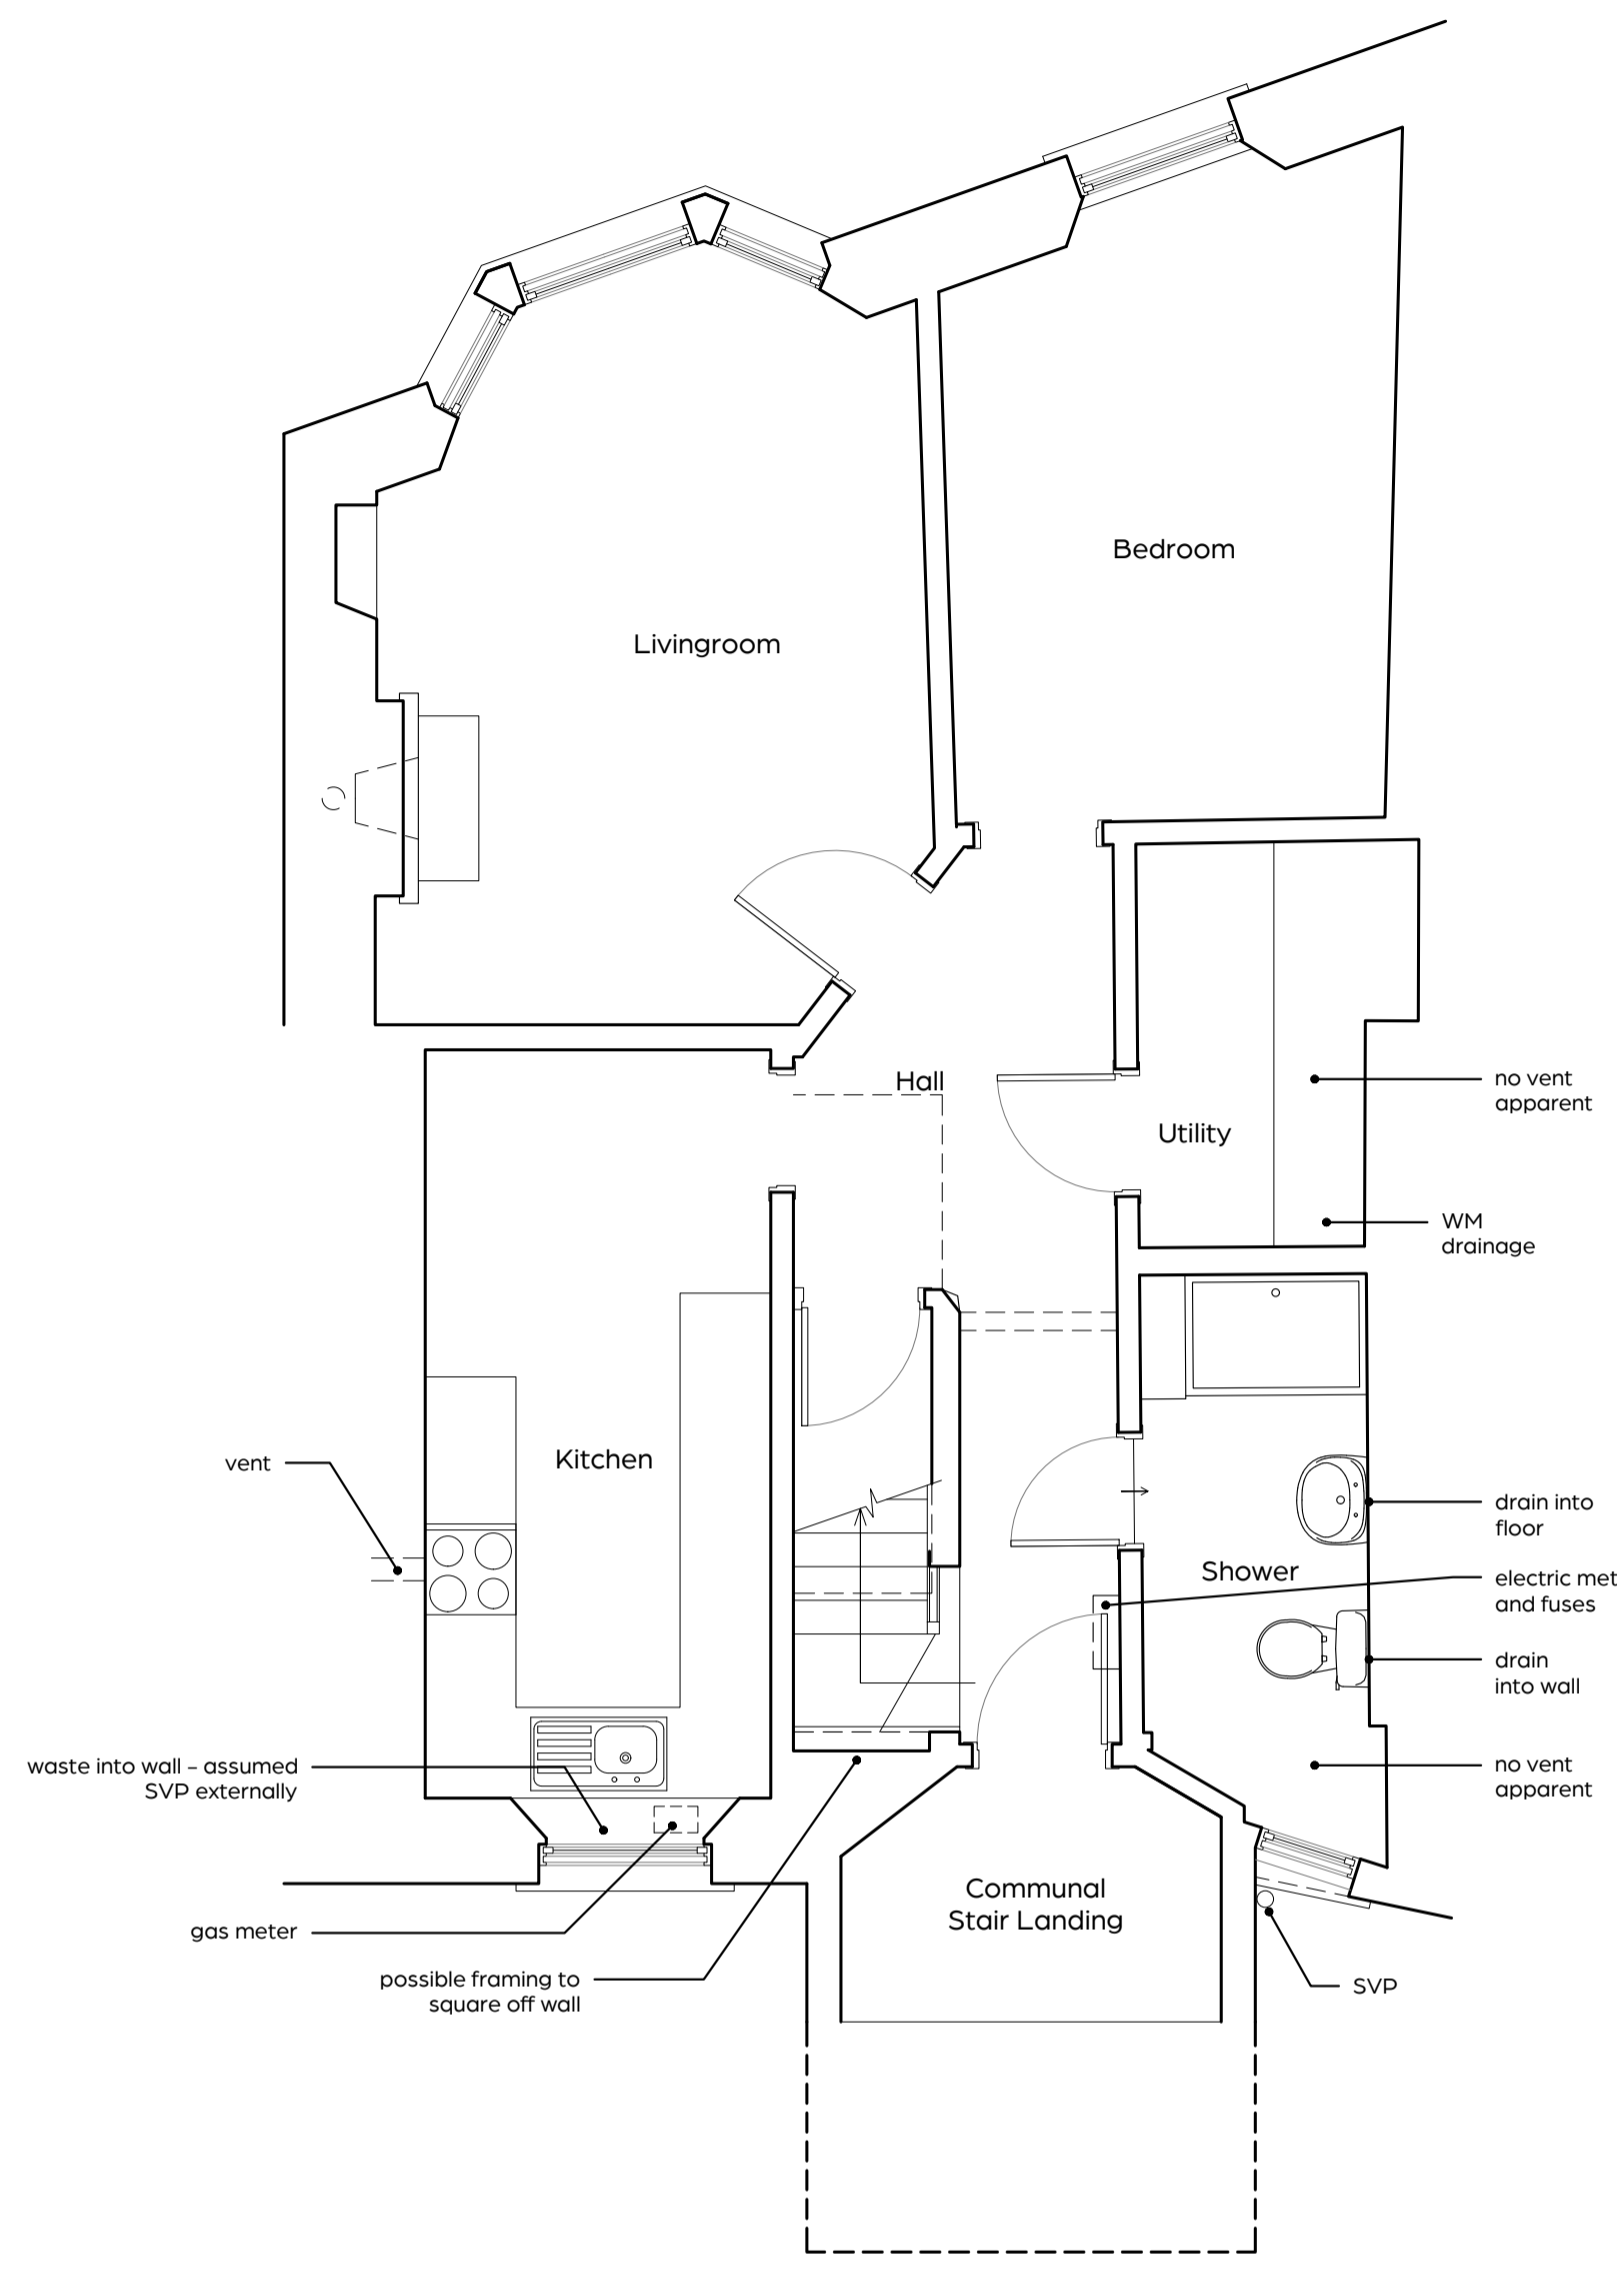 Bedroom
Livingroom
Hall
no vent
apparent
Utility
WM
drainage
Kitchen
vent
drain into
floor
Shower
electric met
and fuses
drain
into wall
waste into wall – assumed
SVP externally
no vent
apparent
Communal
Stair Landing
gas meter
possible framing to
square off wall
SVP